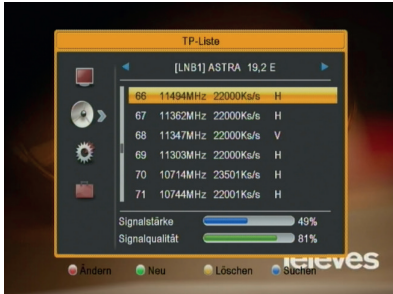 TP-Liste
[LNB1] ASTRA 19,2 E
66 11494MHz 22000Ks/s H
67 11362MHz 22000Ks/s H
68 11347MHz 22000Ks/s V
69 11303MHz 22000Ks/s H
70 10714MHz 23501Ks/s H
71 10744MHz 22001Ks/s H
Signalstärke 49%
Signalqualität 81%
Televes
Ändern Neu Löschen Suchen